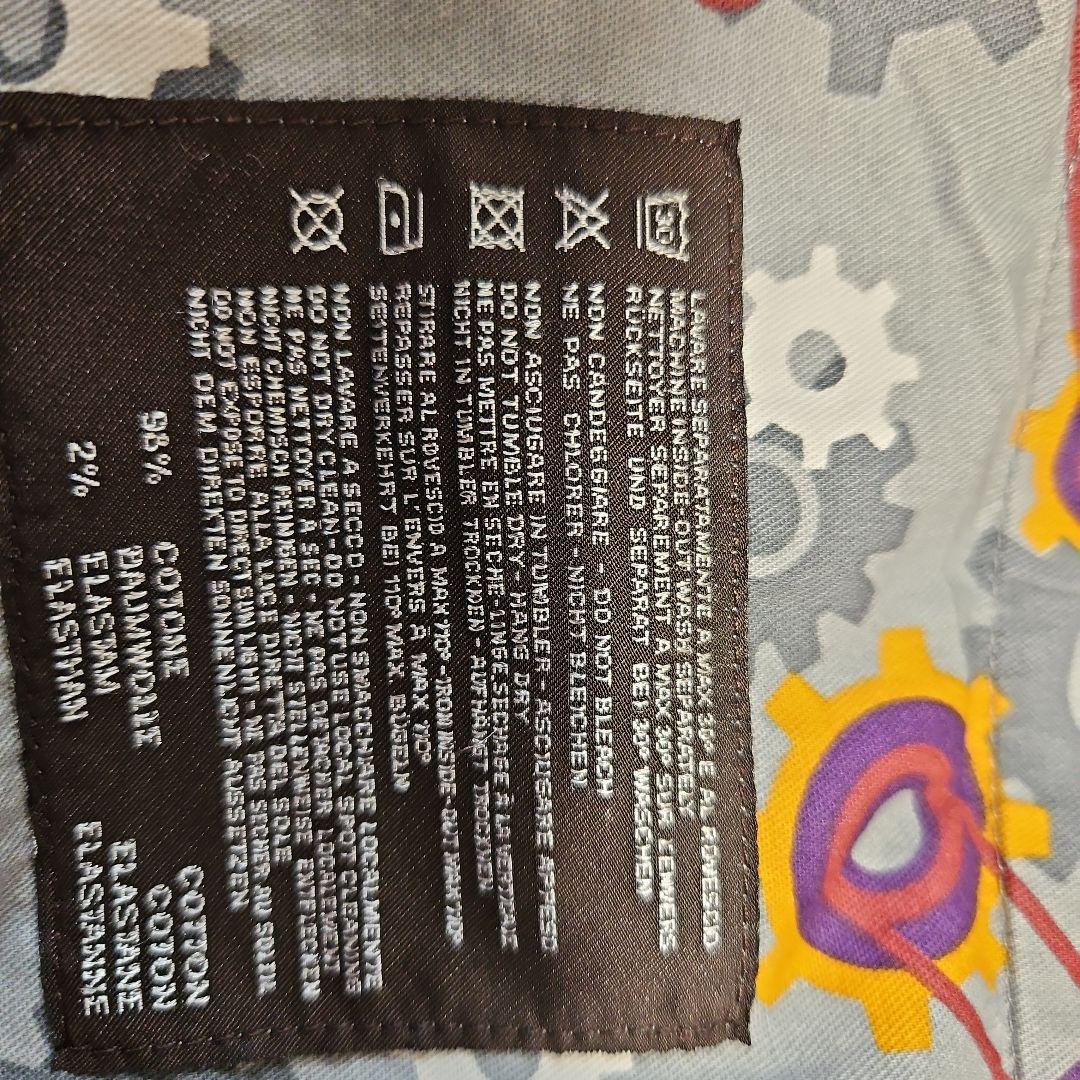 30
LAVARE SEPARATAMENTE A MAX 30° E AL ROVESCIO
MACHINE INSIDE-OUT WASH SEPARATELY
NETTOYER SEPAREMENT A MAX 30° SUR
RUCKSEITE UND SEPARAT BEI 30° WASCHEN
NON CANDEGGIARE - DO NOT BLEACH
NE PAS CHLORER - NICHT BLEICHEN
NON ASCIUGARE IN TUMBLER - ASCIUGARE APPESO
DO NOT TUMBLE DRY - HANG DRY
NE PAS METTRE EN SECHE-LINGE.SECHAGE À LA VERTICALE
NICHT IN TUMBLER TROCKEN - AUFHÄNGT TROCKNEN
STIRARE AL ROVESCIO A MAX 110° - IRON INSIDE-OUT MAX 110°
REPASSER SUR L'ENVERS A MAX 110°
SEITENVERKEHRT BEI 110° MAX BÜGELN
NON LAVARE A SECCO - NON SMACCHIARE LOCALMENTE
DO NOT DRY CLEAN - DO NOT USE LOCAL SPOT CLEANING
NE PAS NETTOYER A SEC - NE PAS LOCALEMENT
NICHT CHEMISCH REINIGEN - NICHT STELLENWEISE ENTFLECKEN
NON ESPORRE ALLA LUCE DIRETTA DEL SOLE
DO NOT EXPOSE TO DIRECT SUNLIGHT. NE PAS SECHER AU SOLEIL
NICHT DEM DIREKTEN SONNENLICHT AUSSETZEN
98% COTONE COTTON
BAUMWOLLE COTON
2% ELASTAN ELASTANE
ELASTHAN ELASTANNE